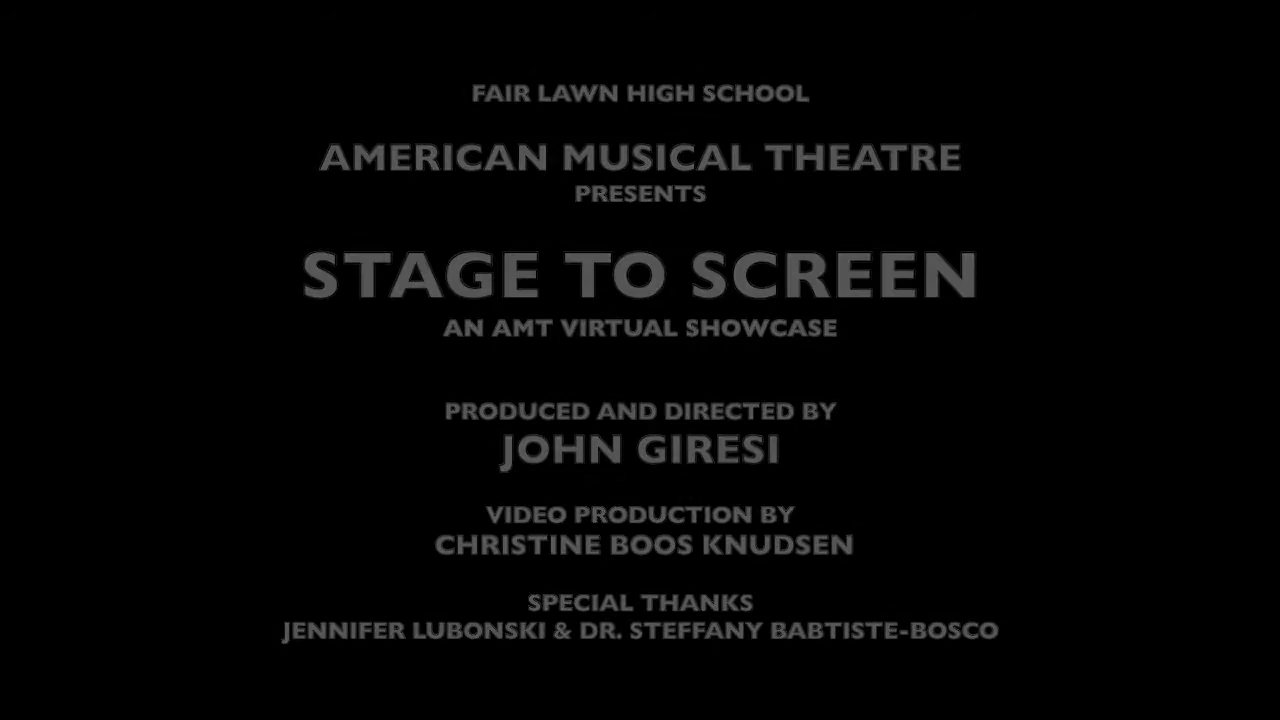 FAIR LAWN HIGH SCHOOL
AMERICAN MUSICAL THEATRE
PRESENTS
STAGE TO SCREEN
AN AMT VIRTUAL SHOWCASE
PRODUCED AND DIRECTED BY
JOHN GIRESI
VIDEO PRODUCTION BY
CHRISTINE BOOS KNUDSEN
SPECIAL THANKS
JENNIFER LUBONSKI & DR. STEFFANY BABTISTE-BOSCO